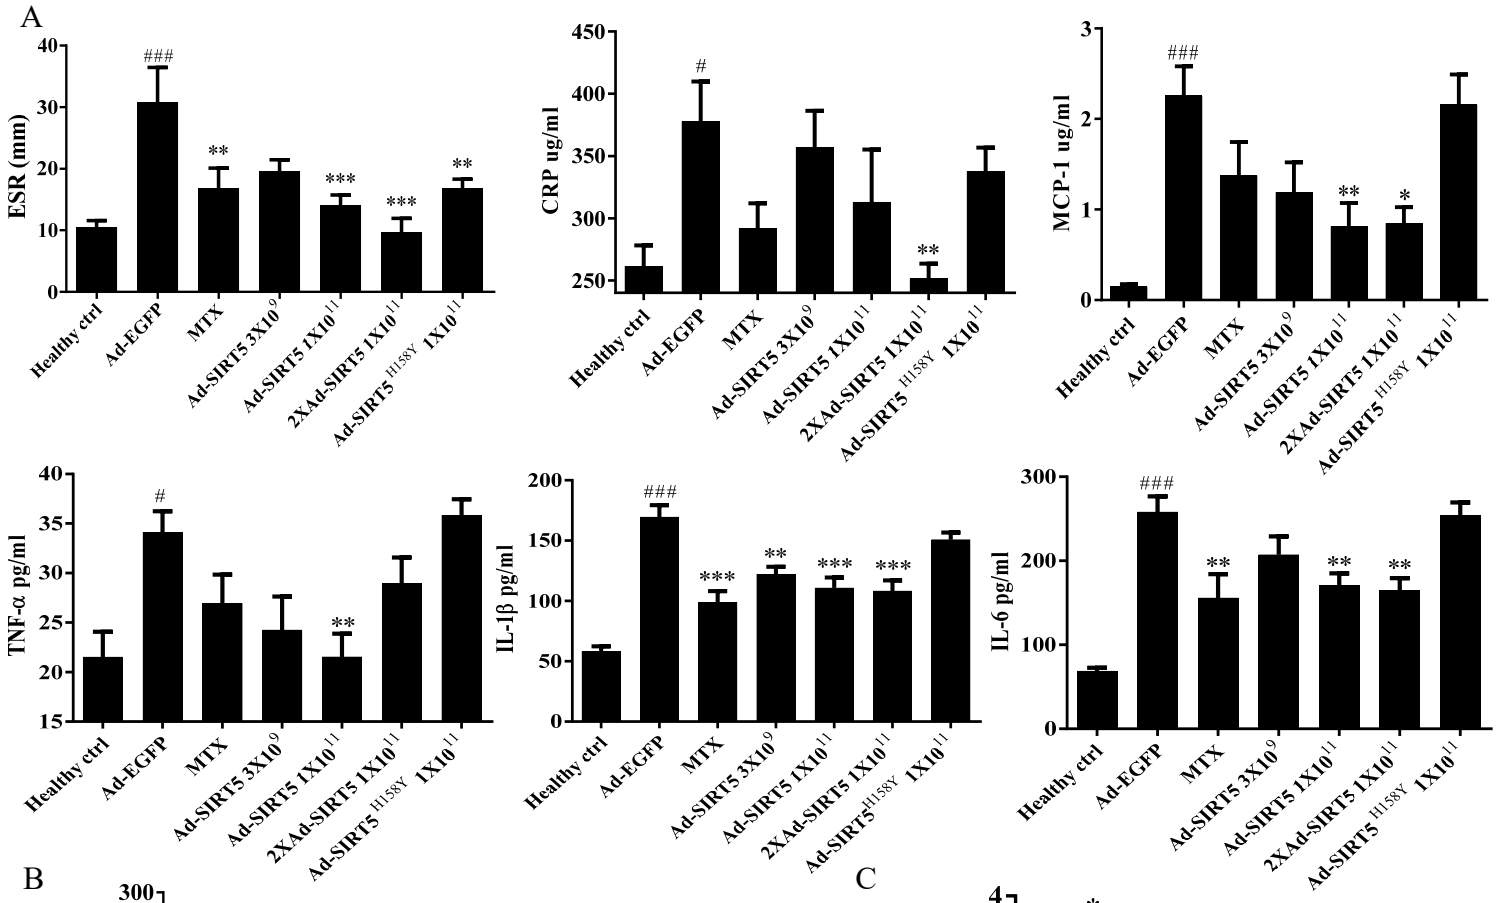 A
ESR (mm)
40
30
20
10
0
###
**
***
***
**
Healthy ctrl
Ad-EGFP
MTX
Ad-SIRT5 3X10⁹
Ad-SIRT5 1X10¹¹
2XAd-SIRT5 1X10¹¹
Ad-SIRT5 ᴴ¹⁵⁸ʸ 1X10¹¹
CRP ug/ml
450
400
350
300
250
#
**
Healthy ctrl
Ad-EGFP
MTX
Ad-SIRT5 3X10⁹
Ad-SIRT5 1X10¹¹
2XAd-SIRT5 1X10¹¹
Ad-SIRT5 ᴴ¹⁵⁸ʸ 1X10¹¹
MCP-1 ug/ml
3
2
1
0
###
**
*
Healthy ctrl
Ad-EGFP
MTX
Ad-SIRT5 3X10⁹
Ad-SIRT5 1X10¹¹
2XAd-SIRT5 1X10¹¹
Ad-SIRT5 ᴴ¹⁵⁸ʸ 1X10¹¹
TNF-α pg/ml
40
35
30
25
20
15
#
**
Healthy ctrl
Ad-EGFP
MTX
Ad-SIRT5 3X10⁹
Ad-SIRT5 1X10¹¹
2XAd-SIRT5 1X10¹¹
Ad-SIRT5 ᴴ¹⁵⁸ʸ 1X10¹¹
IL-1β pg/ml
200
150
100
50
0
###
***
**
***
***
Healthy ctrl
Ad-EGFP
MTX
Ad-SIRT5 3X10⁹
Ad-SIRT5 1X10¹¹
2XAd-SIRT5 1X10¹¹
Ad-SIRT5ᴴ¹⁵⁸ʸ 1X10¹¹
IL-6 pg/ml
300
200
100
0
###
**
**
**
Healthy ctrl
Ad-EGFP
MTX
Ad-SIRT5 3X10⁹
Ad-SIRT5 1X10¹¹
2XAd-SIRT5 1X10¹¹
Ad-SIRT5 ᴴ¹⁵⁸ʸ 1X10¹¹
B
300
C
4
*